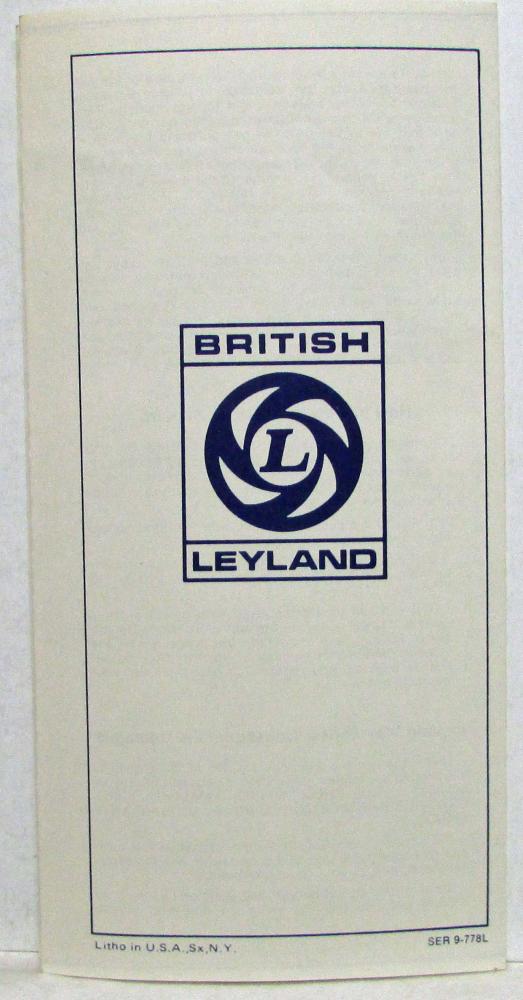 BRITISH
L
LEYLAND
Litho in U.S.A.,Sx,N.Y.
SER 9-778L